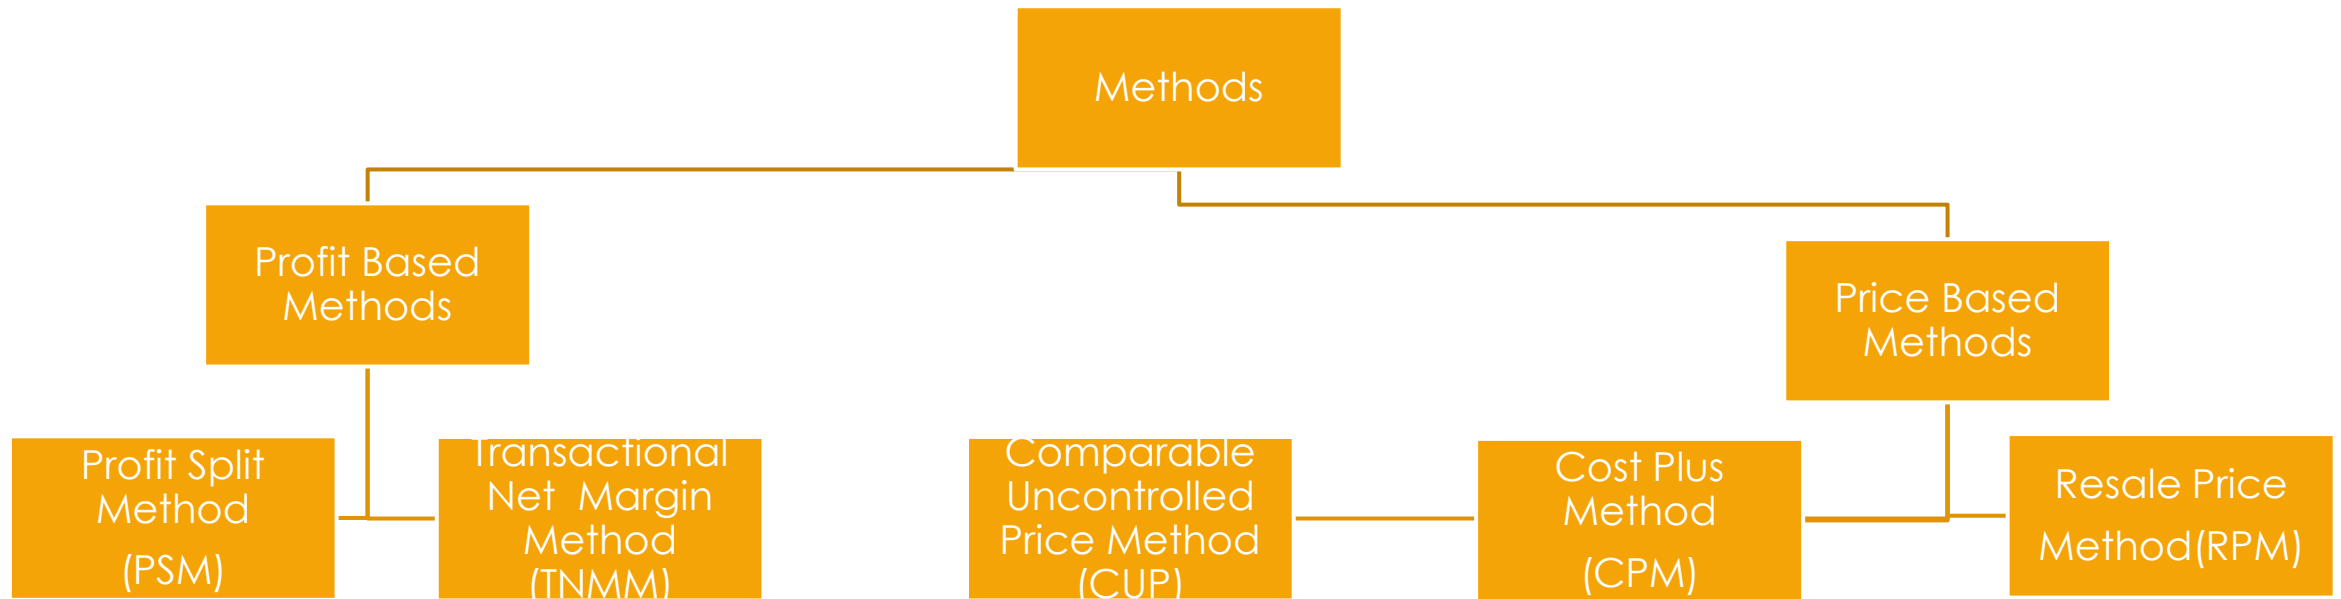 Methods
Profit Based
Methods
Price Based
Methods
Profit Split
Method
(PSM)
Transactional
Net  Margin
Method
(TNMM)
Comparable
Uncontrolled
Price Method
(CUP)
Cost Plus
Method
(CPM)
Resale Price
Method(RPM)